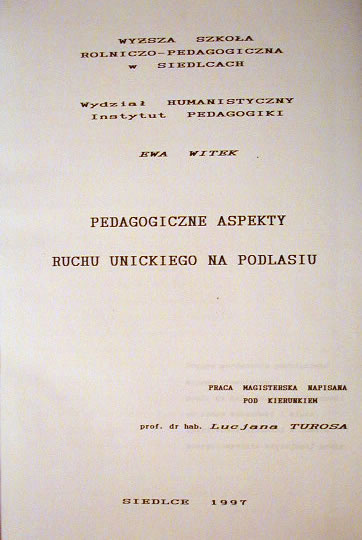 WYŻSZA SZKOŁA
ROLNICZO-PEDAGOGICZNA
w SIEDLCACH
Wydział HUMANISTYCZNY
Instytut PEDAGOGIKI
EWA WITEK
PEDAGOGICZNE ASPEKTY
RUCHU UNICKIEGO NA PODLASIU
PRACA MAGISTERSKA NAPISANA
POD KIERUNKIEM
prof. dr hab. Lucjana TUROSA
SIEDLCE 1997